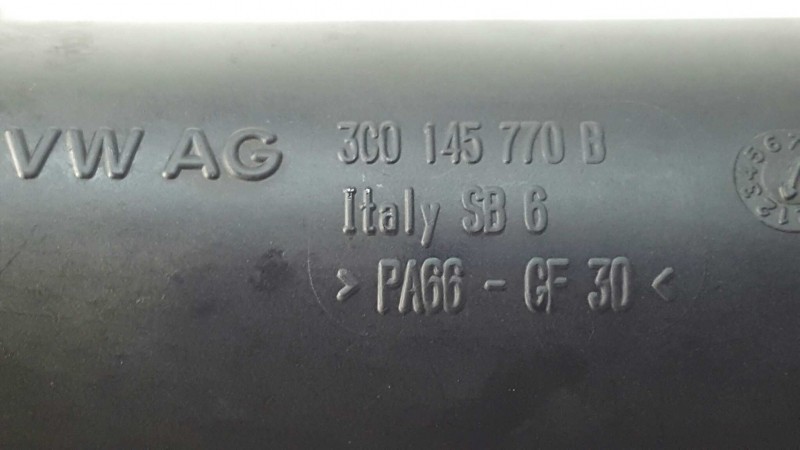 VW AG
3C0 145 770 B
Italy SB 6
> PA66 - GF 30 <